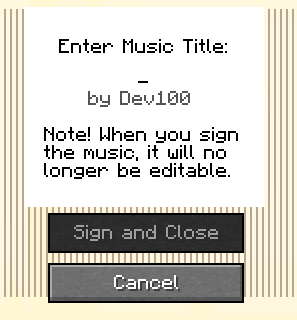 Enter Music Title:
_
by Dev100
Note! When you sign
the music, it will no
longer be editable.
Sign and Close
Cancel